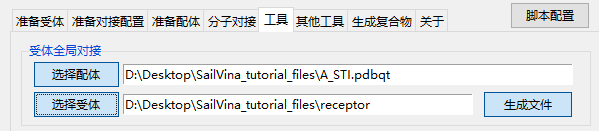 脚本配置
准备受体 准备对接配置 准备配体 分子对接 工具 其他工具 生成复合物 关于
受体全局对接
选择配体 D:\Desktop\SailVina_tutorial_files\A_STI.pdbqt
选择受体 D:\Desktop\SailVina_tutorial_files\receptor 生成文件